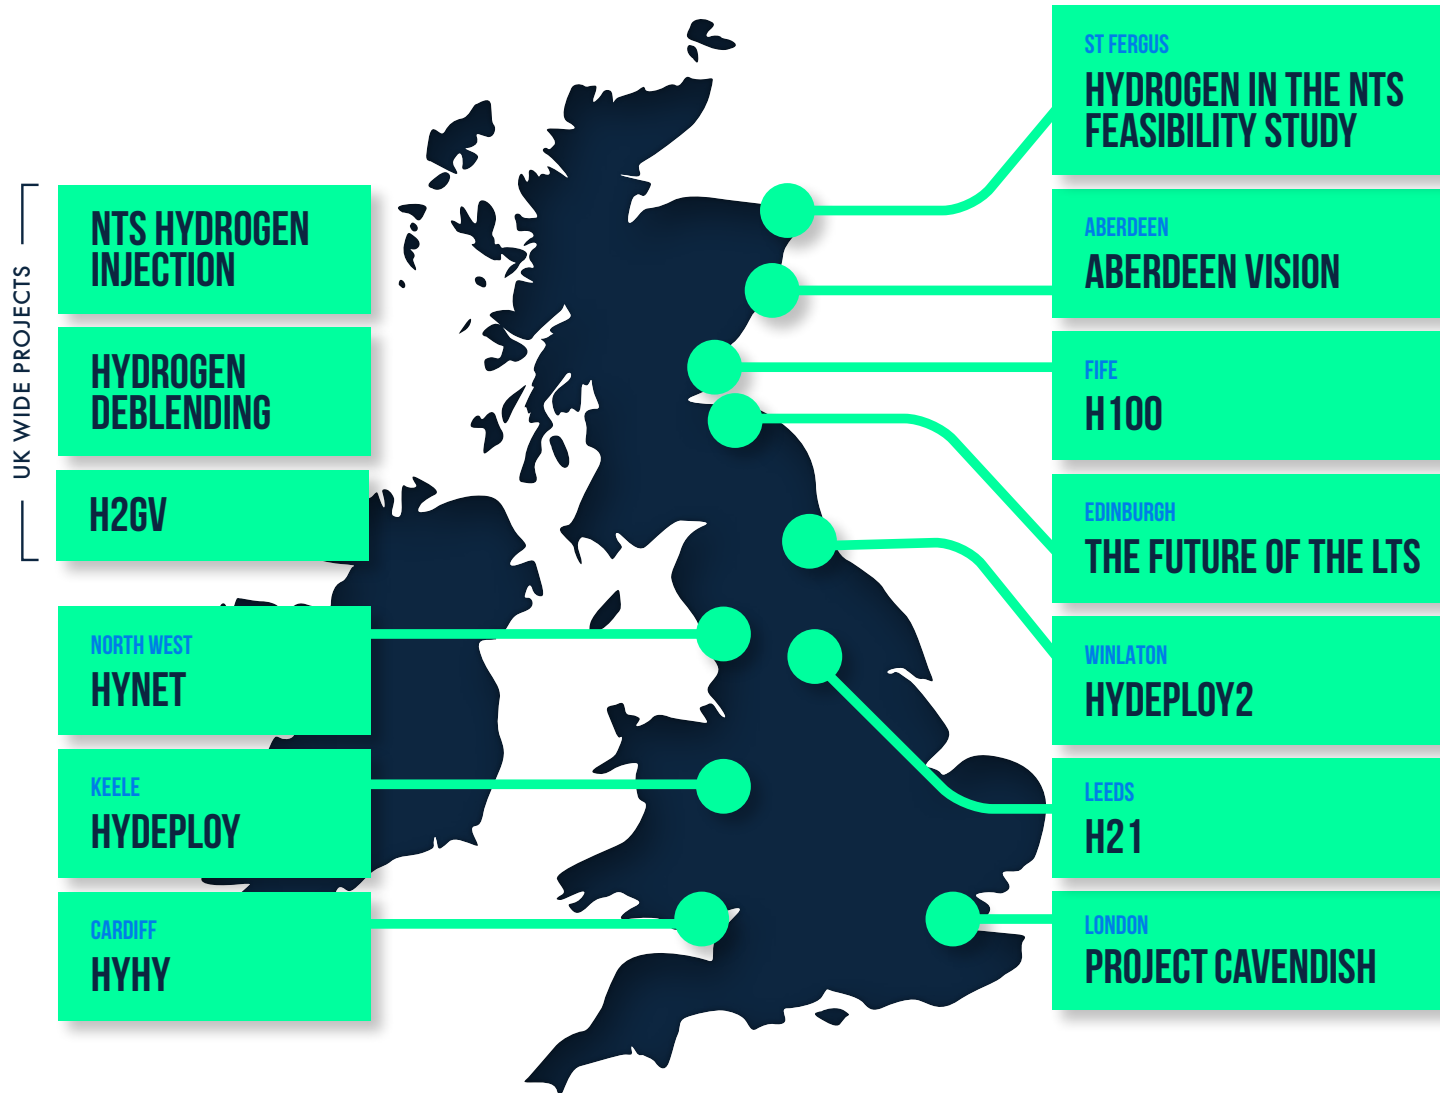 UK WIDE PROJECTS
NTS HYDROGEN
INJECTION
HYDROGEN
DEBLENDING
H2GV
NORTH WEST
HYNET
KEELE
HYDEPLOY
CARDIFF
HYHY
ST FERGUS
HYDROGEN IN THE NTS
FEASIBILITY STUDY
ABERDEEN
ABERDEEN VISION
FIFE
H100
EDINBURGH
THE FUTURE OF THE LTS
WINLATON
HYDEPLOY2
LEEDS
H21
LONDON
PROJECT CAVENDISH